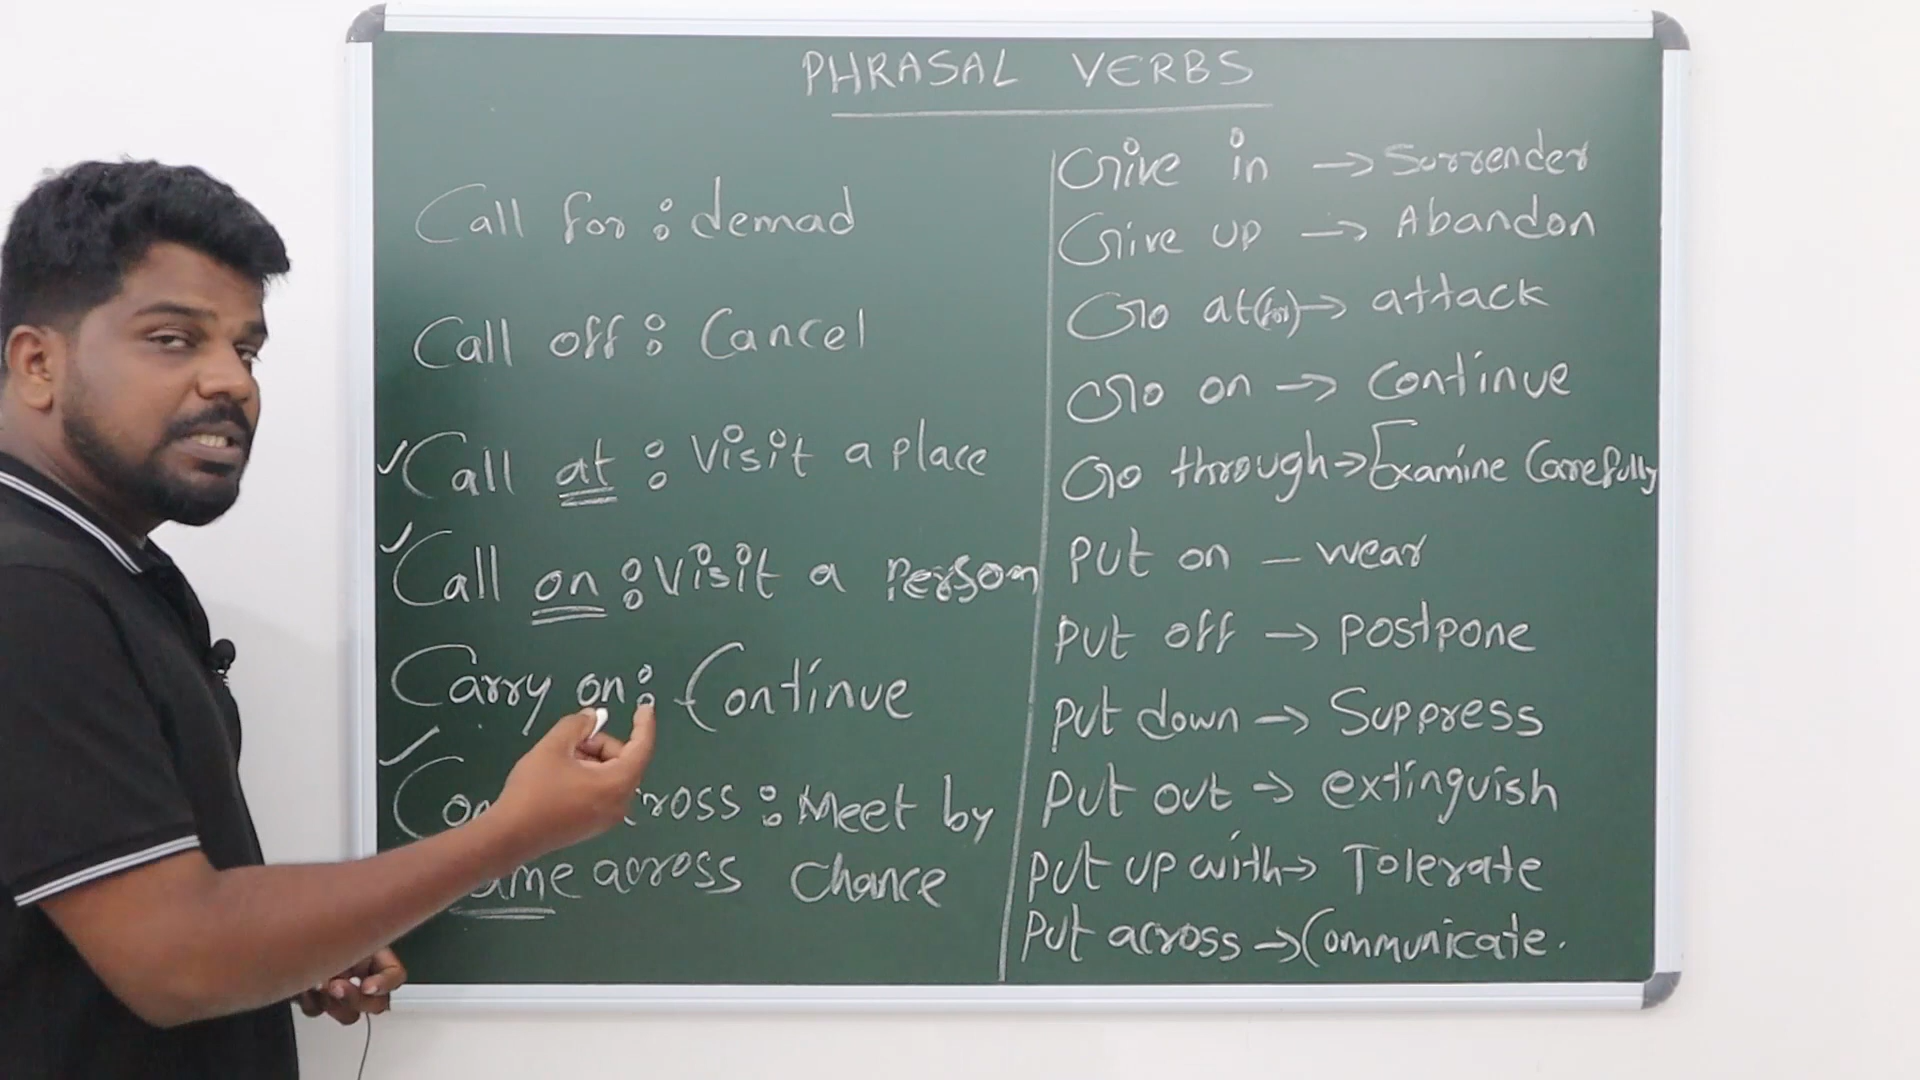 PHRASAL VERBS
Call for : demad
Call off : Cancel
Call at : Visit a place
Call on : Visit a person
Carry on : Continue
across : Meet by
came across chance
Give in → Surrender
Give up → Abandon
Go at(for) → attack
Go on → Continue
Go through → Examine Carefully
Put on — wear
Put off → postpone
Put down → Suppress
Put out → extinguish
Put up with → Tolerate
Put across → Communicate.